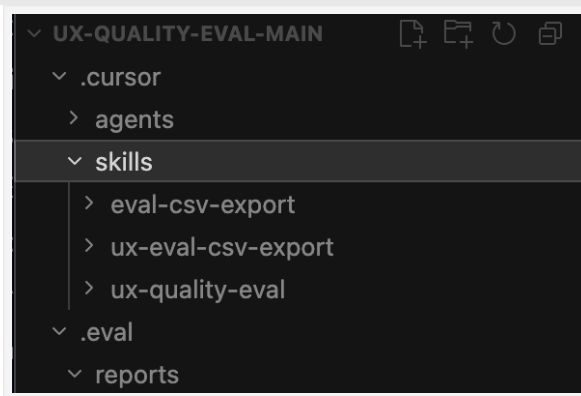 UX-QUALITY-EVAL-MAIN
.cursor
agents
skills
eval-csv-export
ux-eval-csv-export
ux-quality-eval
.eval
reports